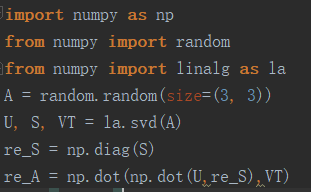 import numpy as np
from numpy import random
from numpy import linalg as la
A = random.random(size=(3, 3))
U, S, VT = la.svd(A)
re_S = np.diag(S)
re_A = np.dot(np.dot(U,re_S),VT)